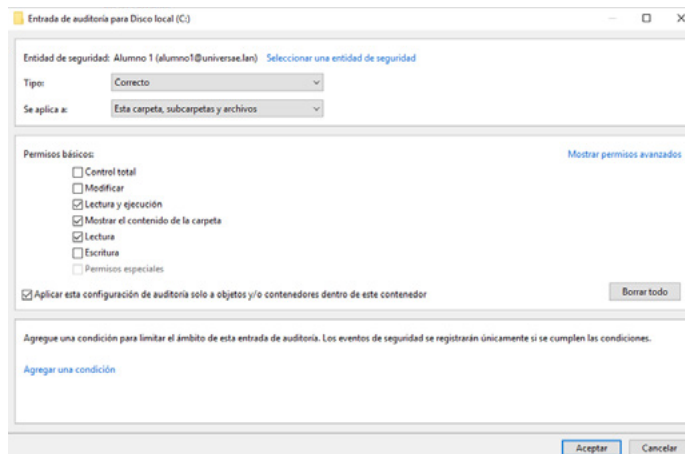 Entrada de auditoría para Disco local (C:)
Entidad de seguridad: Alumno 1 (alumno1@universae.lan) Seleccionar una entidad de seguridad
Tipo: Correcto
Se aplica a: Esta carpeta, subcarpetas y archivos
Permisos básicos: Mostrar permisos avanzados
Control total
Modificar
Lectura y ejecución
Mostrar el contenido de la carpeta
Lectura
Escritura
Permisos especiales
Aplicar esta configuración de auditoría solo a objetos y/o contenedores dentro de este contenedor Borrar todo
Agregue una condición para limitar el ámbito de esta entrada de auditoría. Los eventos de seguridad se registrarán únicamente si se cumplen las condiciones.
Agregar una condición
Aceptar Cancelar